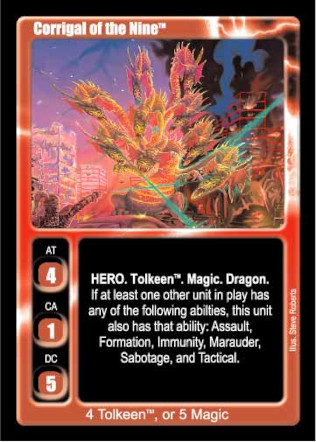 Corrigal of the Nine™
AT
4
CA
1
DC
5
HERO. Tolkeen™. Magic. Dragon.
If at least one other unit in play has
any of the following abilties, this unit
also has that ability: Assault,
Formation, Immunity, Marauder,
Sabotage, and Tactical.
Illus. Steve Roberts
4 Tolkeen™, or 5 Magic